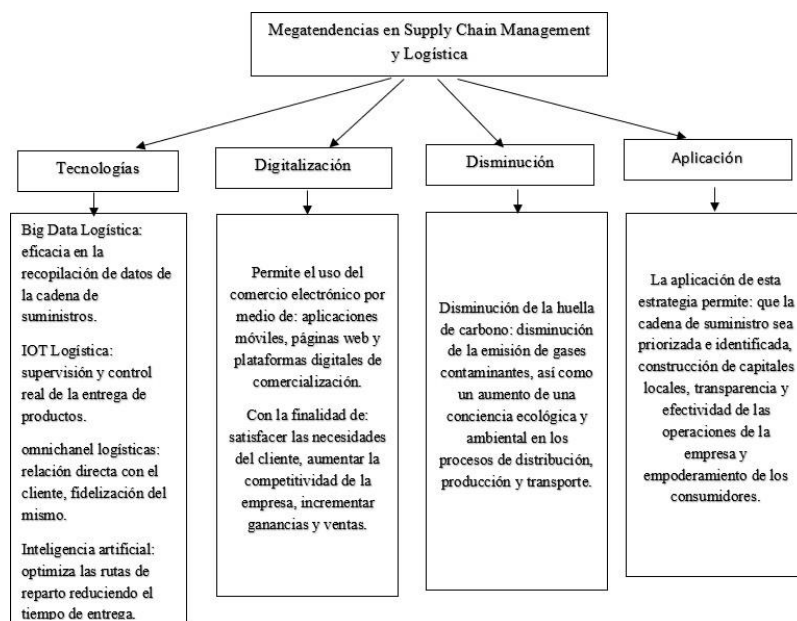 Megatendencias en Supply Chain Management
y Logística
Tecnologías
Digitalización
Disminución
Aplicación
Big Data Logística:
eficacia en la
recopilación de datos de
la cadena de
suministros.
IOT Logística:
supervisión y control
real de la entrega de
productos.
omnichanel logísticas:
relación directa con el
cliente, fidelización del
mismo.
Inteligencia artificial:
optimiza las rutas de
reparto reduciendo el
tiempo de entrega.
Permite el uso del
comercio electrónico por
medio de: aplicaciones
móviles, páginas web y
plataformas digitales de
comercialización.
Con la finalidad de:
satisfacer las necesidades
del cliente, aumentar la
competitividad de la
empresa, incrementar
ganancias y ventas.
Disminución de la huella
de carbono: disminución
de la emisión de gases
contaminantes, así como
un aumento de una
conciencia ecológica y
ambiental en los
procesos de distribución,
producción y transporte.
La aplicación de esta
estrategia permite: que la
cadena de suministro sea
priorizada e identificada,
construcción de capitales
locales, transparencia y
efectividad de las
operaciones de la
empresa y
empoderamiento de los
consumidores.